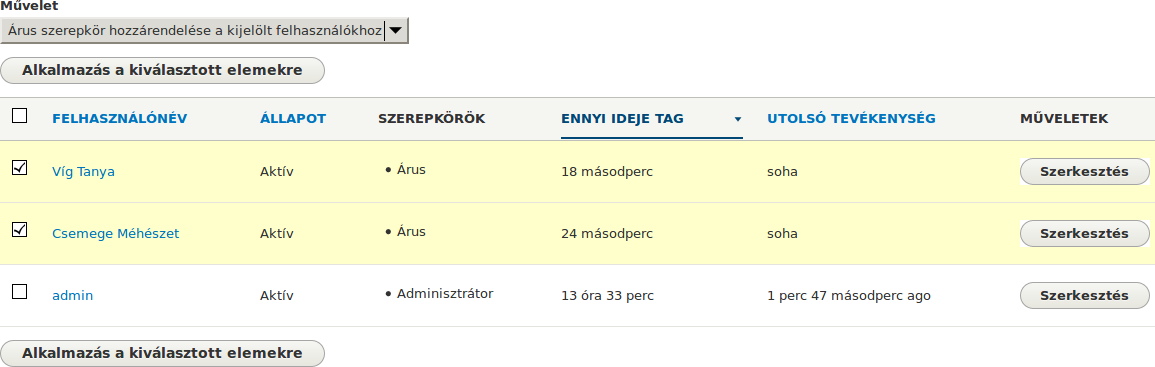 Művelet
Árus szerepkör hozzárendelése a kijelölt felhasználókhoz
Alkalmazás a kiválasztott elemekre
FELHASZNÁLÓNÉV ÁLLAPOT SZEREPKÖRÖK ENNYI IDEJE TAG UTOLSÓ TEVÉKENYSÉG MŰVELETEK
Víg Tanya Aktív • Árus 18 másodperc soha Szerkesztés
Csemege Méhészet Aktív • Árus 24 másodperc soha Szerkesztés
admin Aktív • Adminisztrátor 13 óra 33 perc 1 perc 47 másodperc ago Szerkesztés
Alkalmazás a kiválasztott elemekre